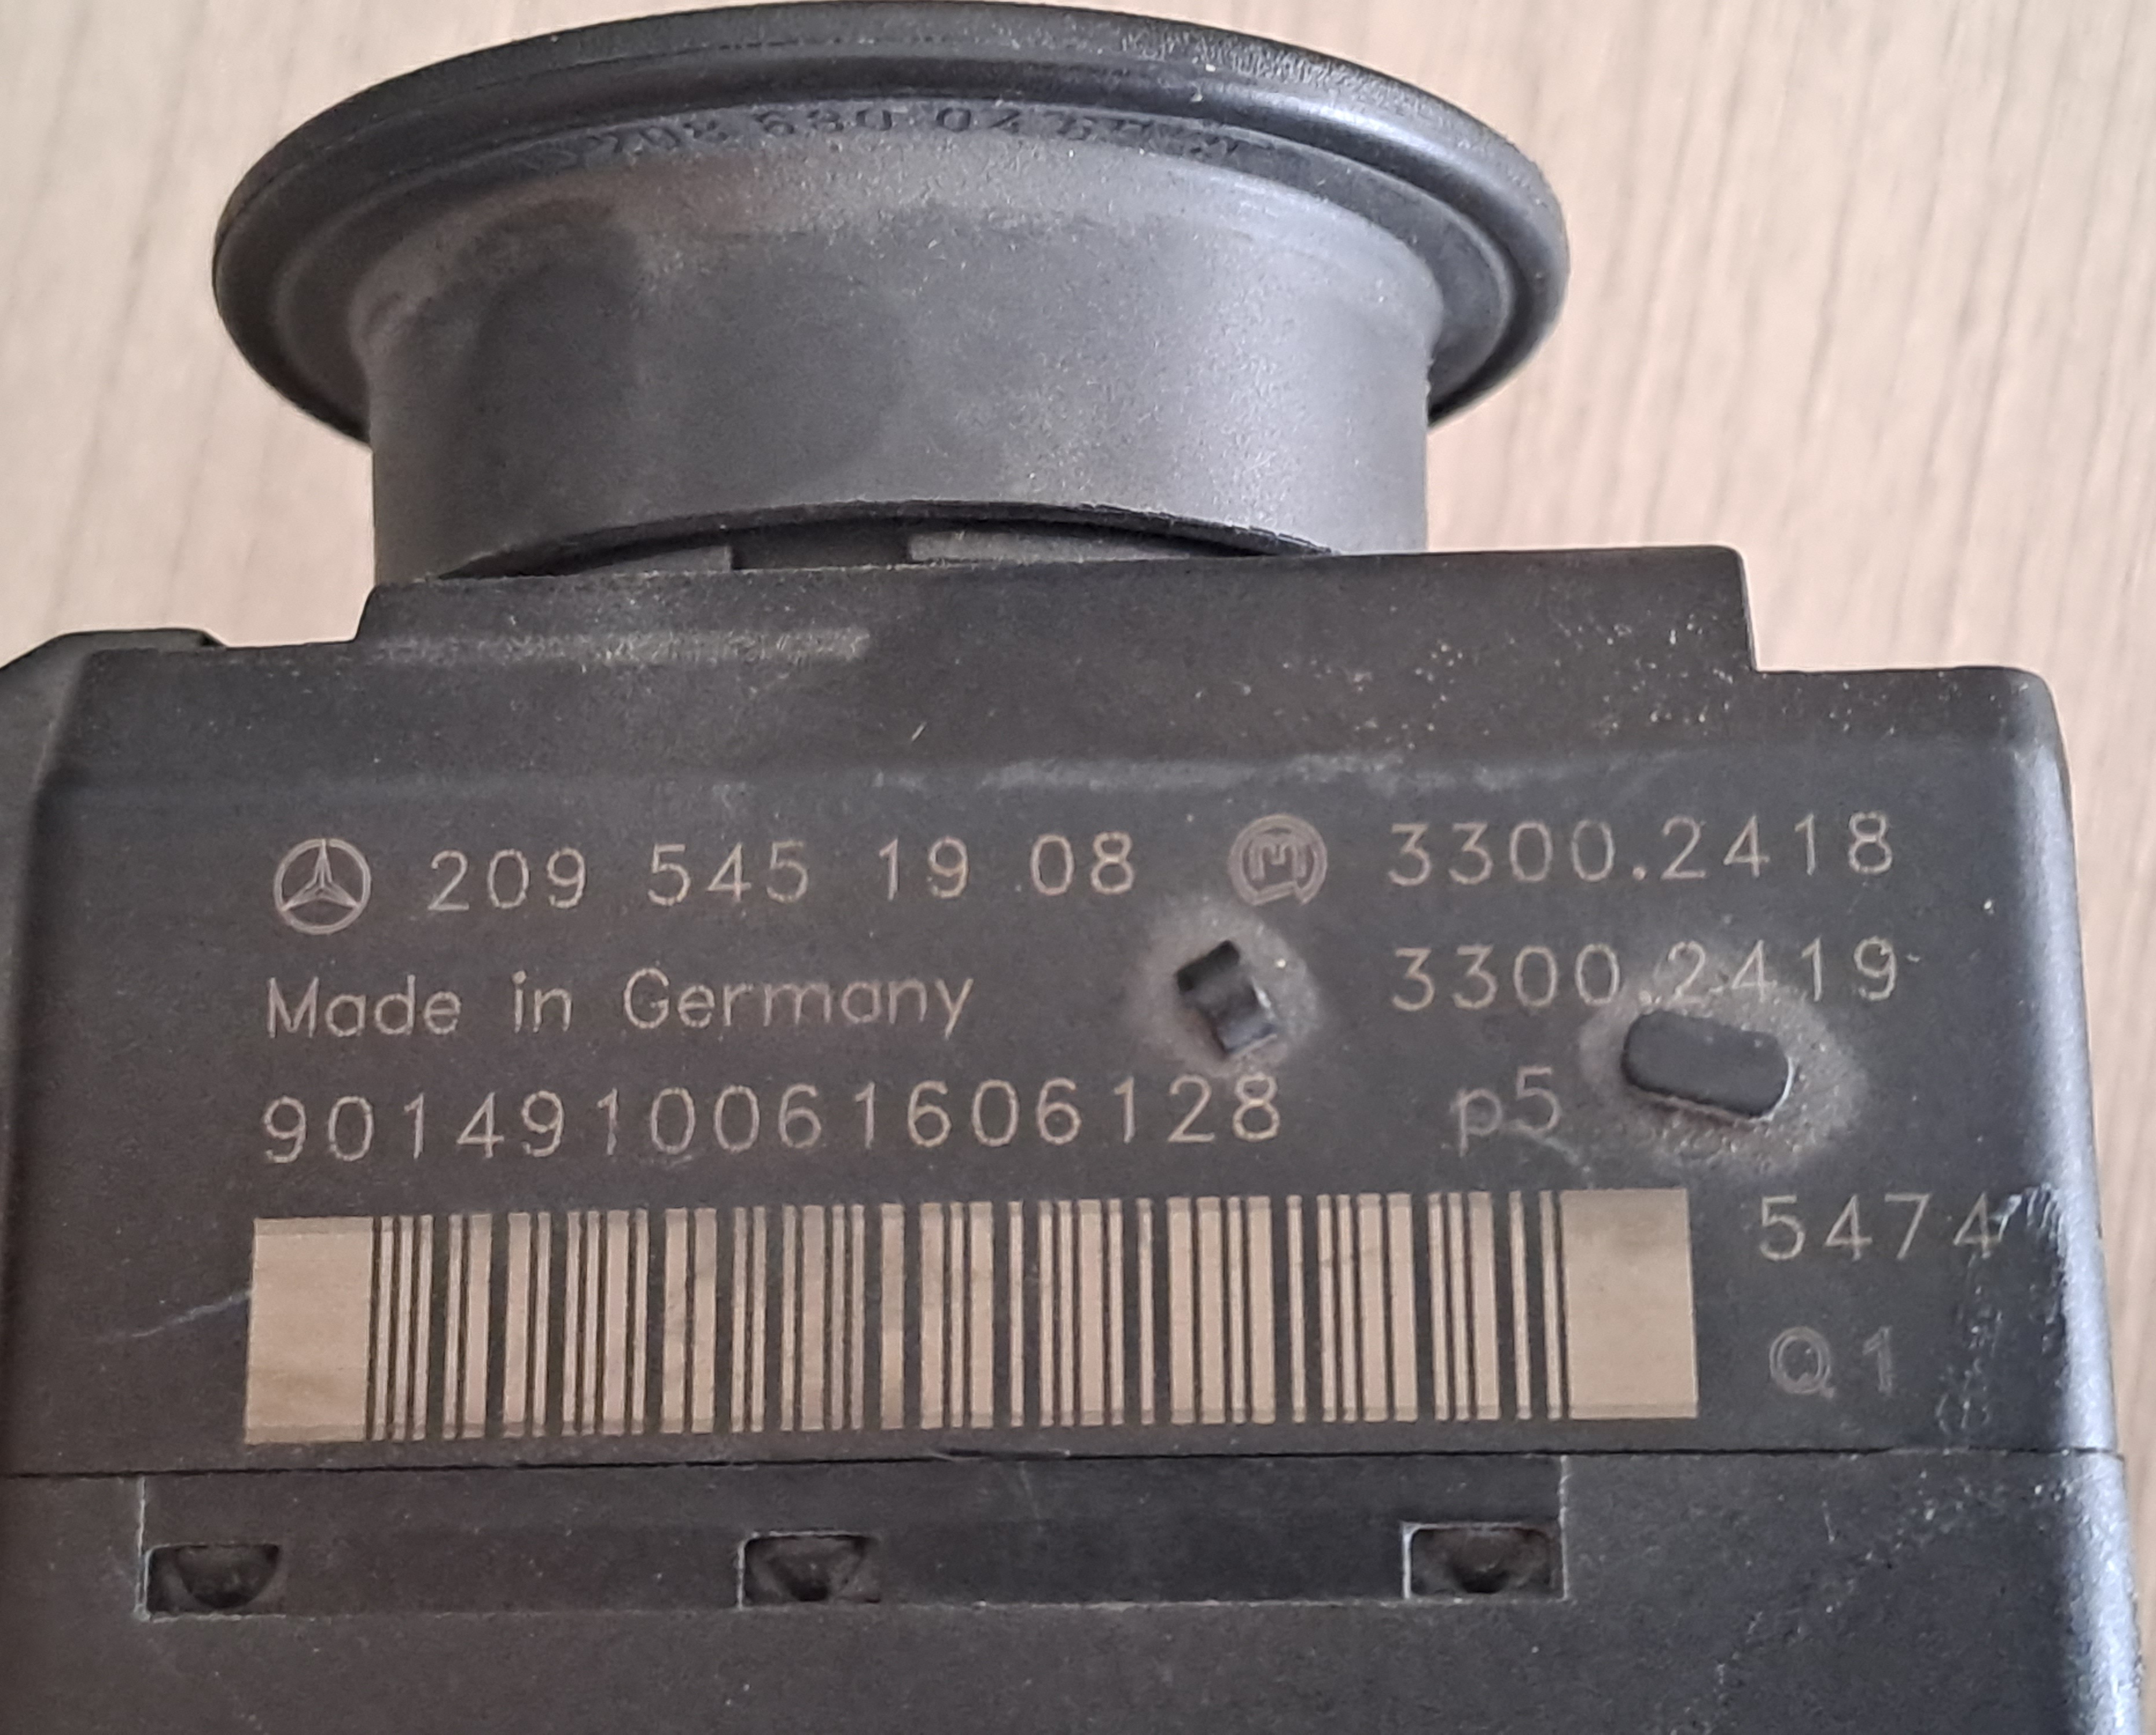 209 545 19 08 3300.2418
Made in Germany 3300.2419
9014910061606128 p5
5474
Q1